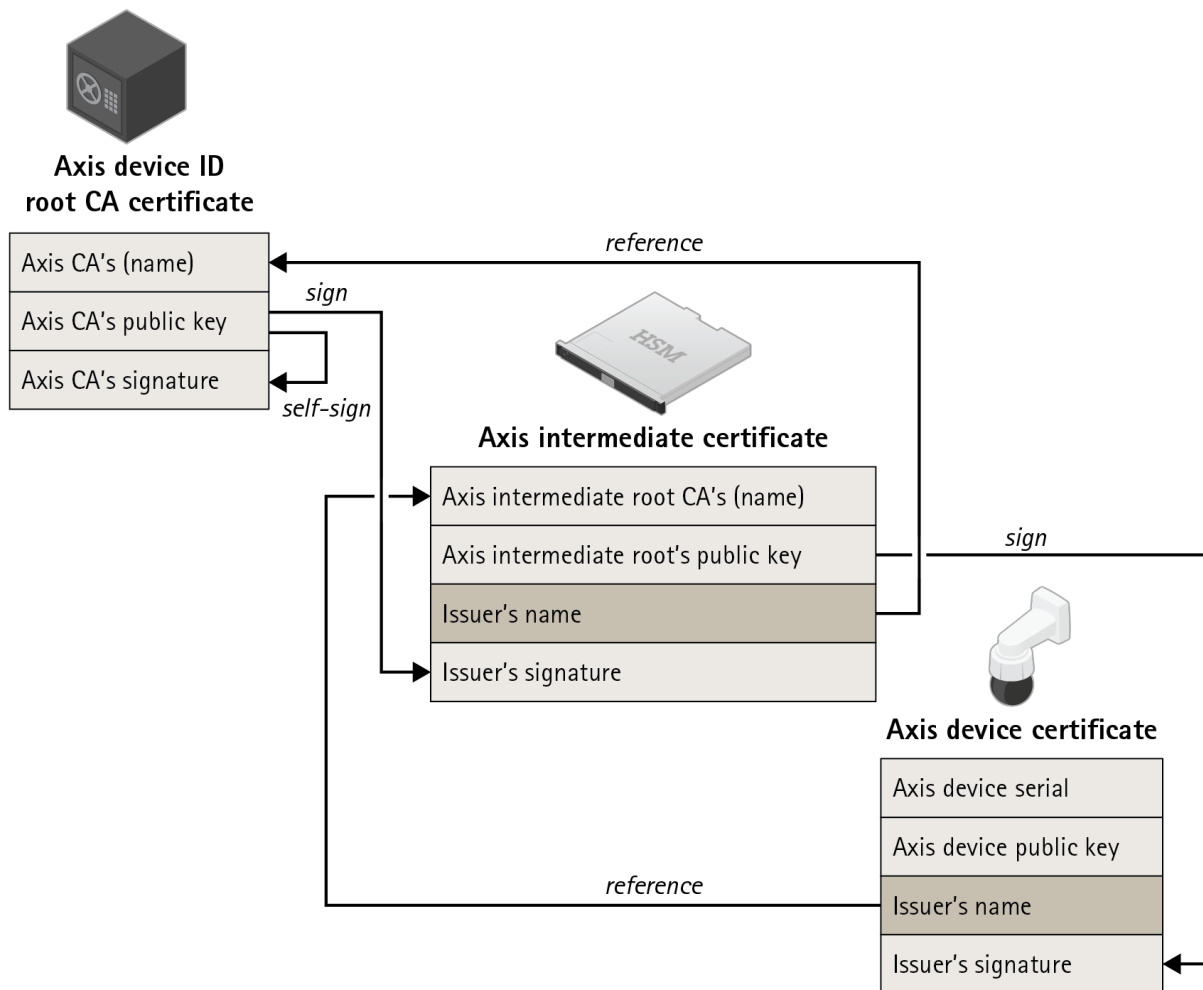 Axis device ID
root CA certificate
Axis CA's (name)
Axis CA's public key
Axis CA's signature
reference
sign
self-sign
HSM
Axis intermediate certificate
Axis intermediate root CA's (name)
Axis intermediate root's public key
Issuer's name
Issuer's signature
sign
Axis device certificate
Axis device serial
Axis device public key
Issuer's name
Issuer's signature
reference